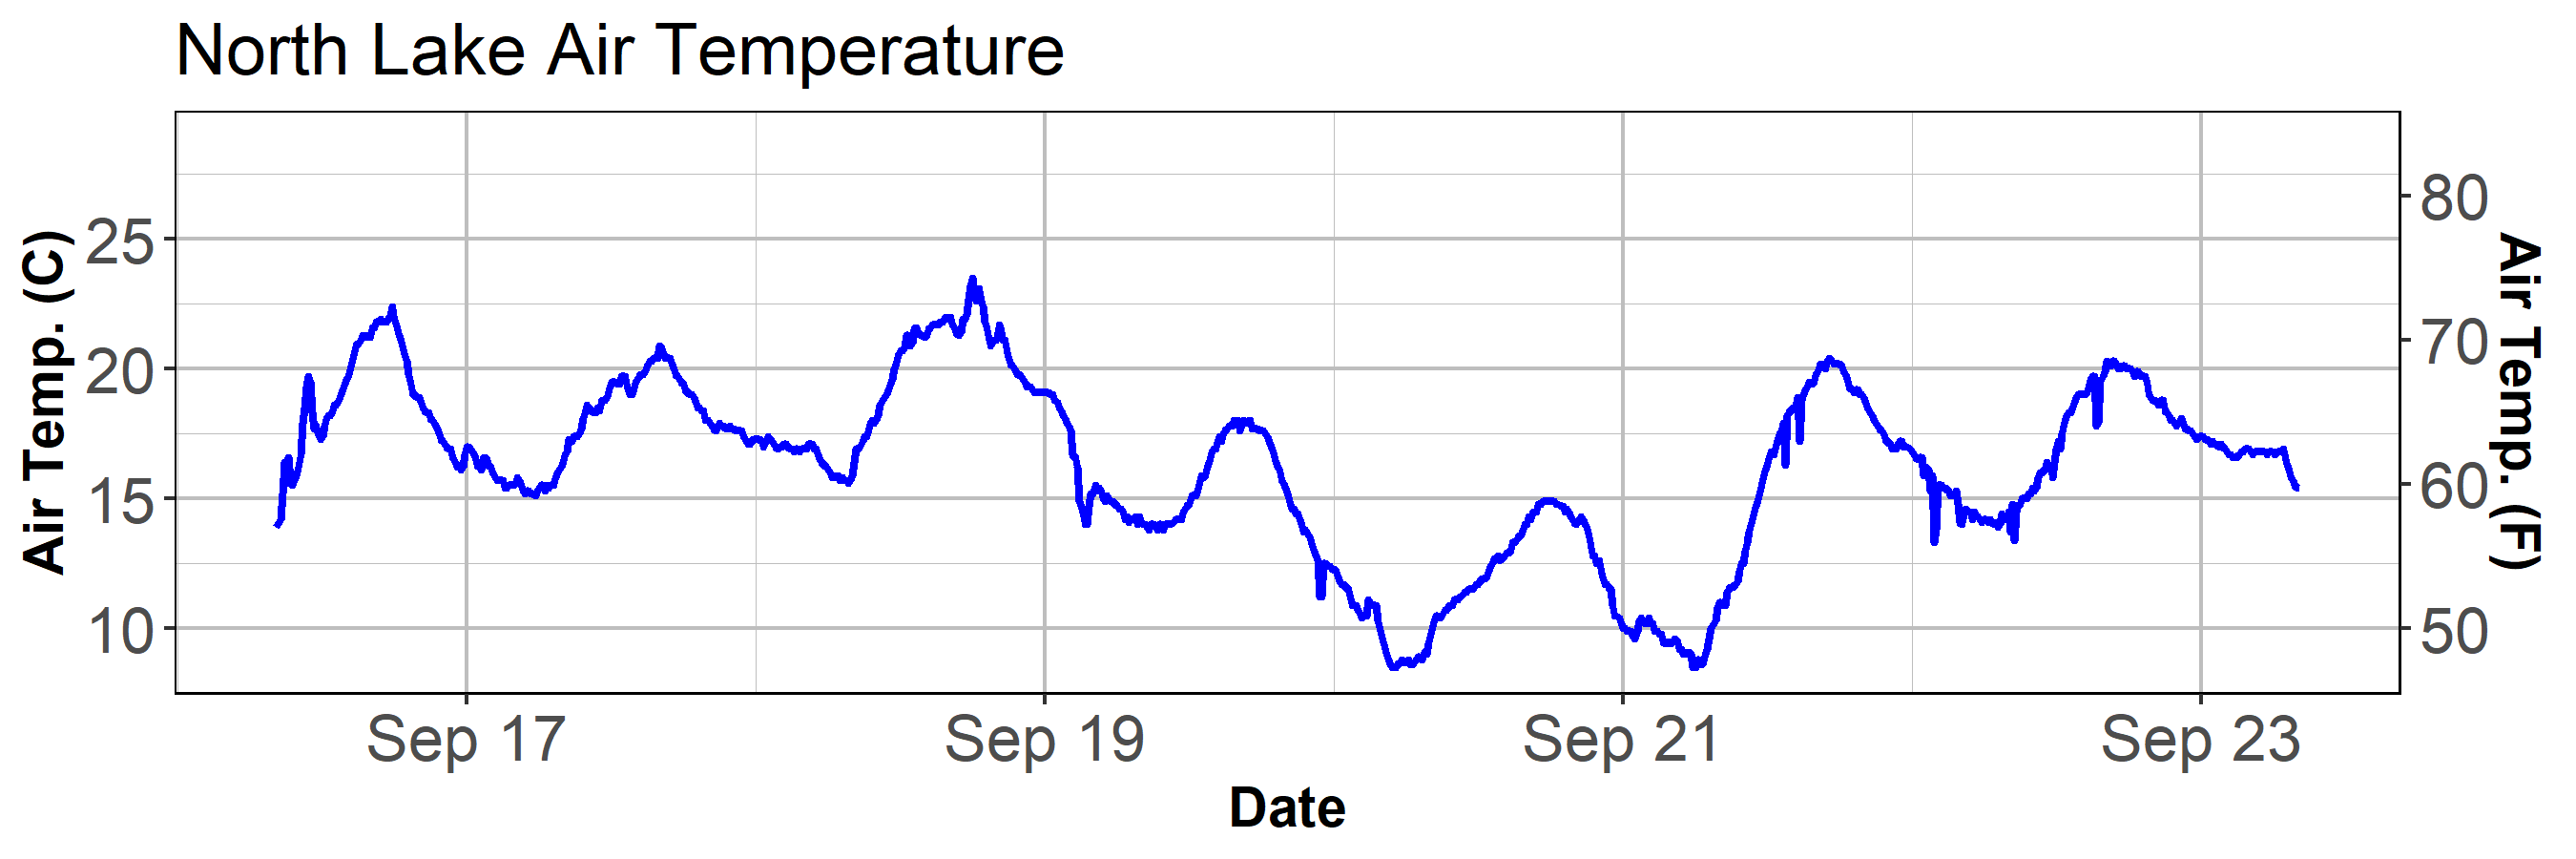 North Lake Air Temperature
Air Temp. (C)
25
20
15
10
80
70
60
50
Air Temp. (F)
Sep 17
Sep 19
Sep 21
Sep 23
Date